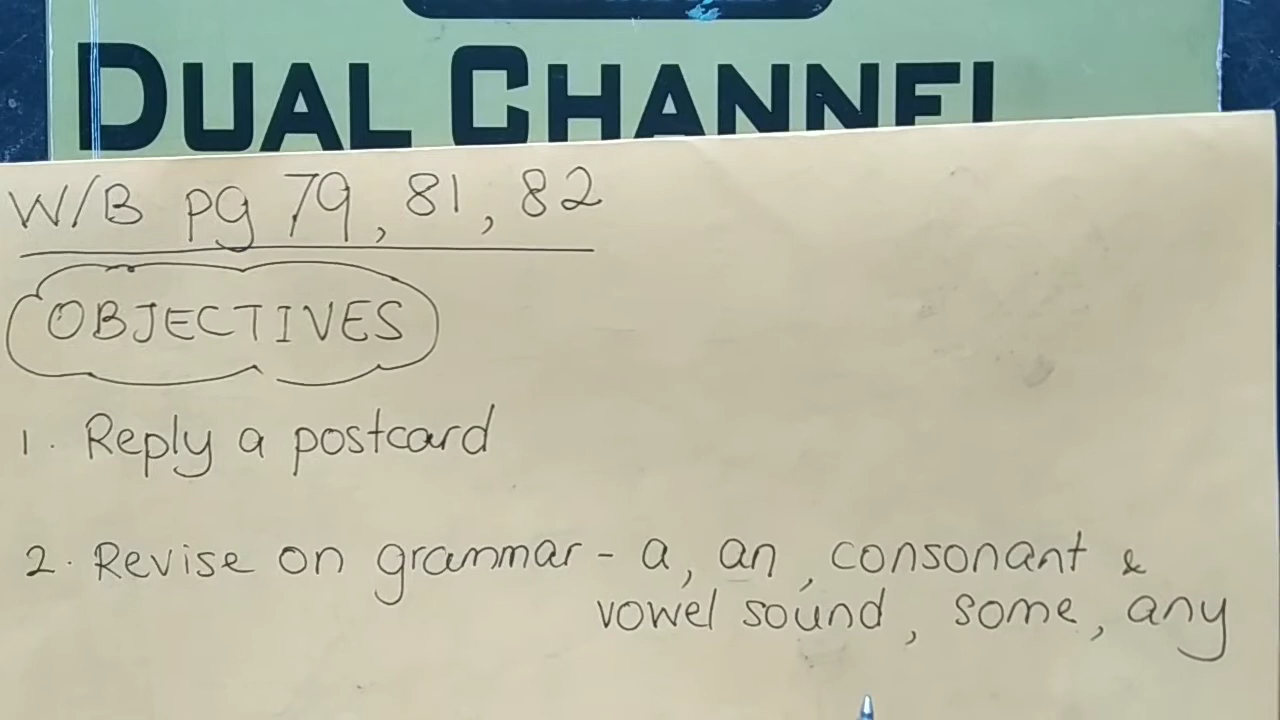 DUAL CHANNEL
W/B pg 79, 81, 82
OBJECTIVES
1. Reply a postcard
2. Revise on grammar - a, an, consonant &
vowel sound, some, any